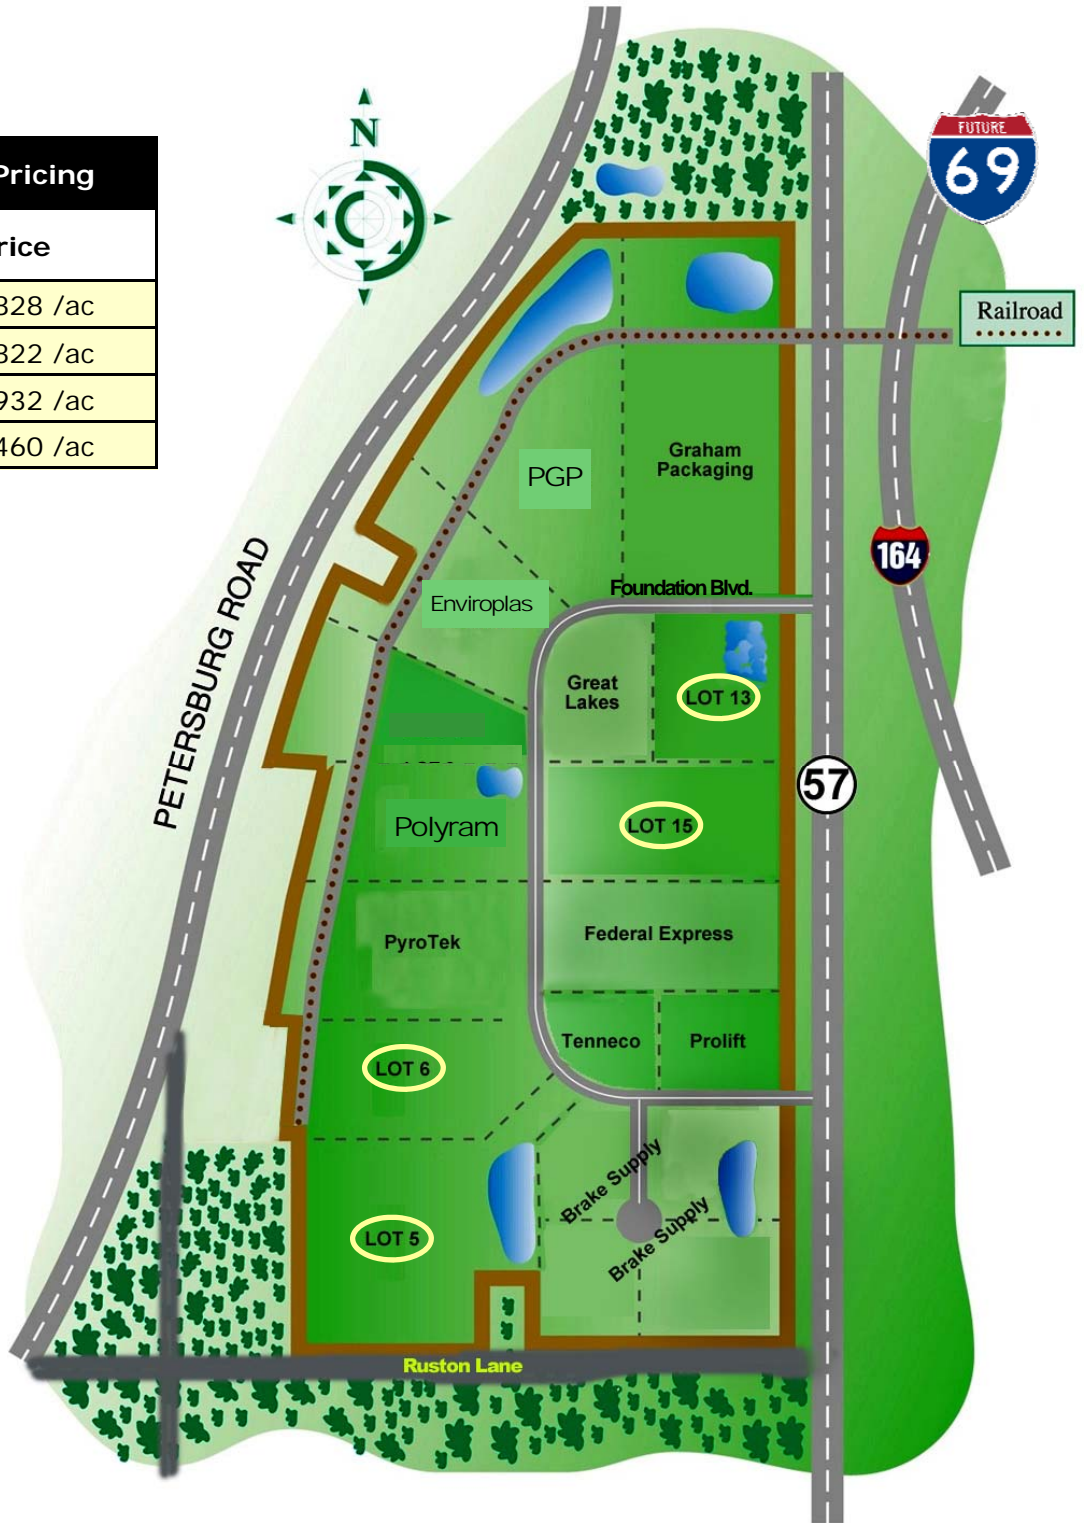 Pricing
rice
828 /ac
822 /ac
932 /ac
460 /ac
N
FUTURE
69
Railroad
PGP
Graham
Packaging
164
PETERSBURG ROAD
Enviroplas
Foundation Blvd.
Great
Lakes
LOT 13
57
Polyram
LOT 15
PyroTek
Federal Express
Tenneco
Prolift
LOT 6
Brake Supply
Brake Supply
LOT 5
Ruston Lane